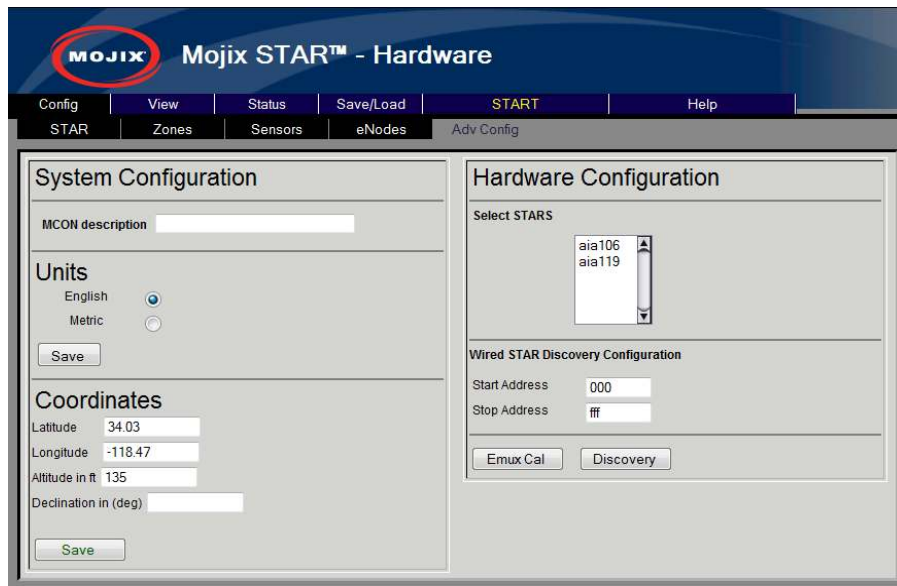 MOJIX
Mojix STAR™ - Hardware
Config View Status Save/Load START Help
STAR Zones Sensors eNodes Adv Config
System Configuration
MCON description
Units
English
Metric
Save
Coordinates
Latitude 34.03
Longitude -118.47
Altitude in ft 135
Declination in (deg)
Save
Hardware Configuration
Select STARS
aia106
aia119
Wired STAR Discovery Configuration
Start Address 000
Stop Address fff
Emux Cal Discovery